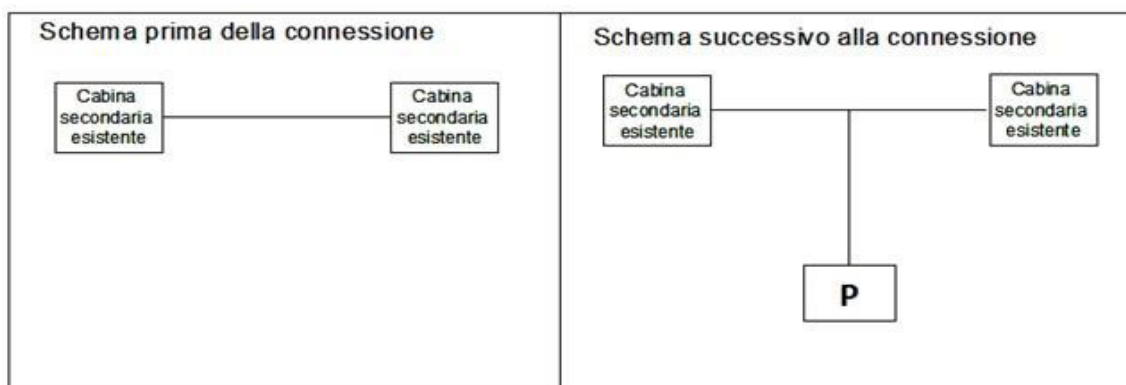 Schema prima della connessione
Cabina
secondaria
esistente
Cabina
secondaria
esistente
Schema successivo alla connessione
Cabina
secondaria
esistente
Cabina
secondaria
esistente
P